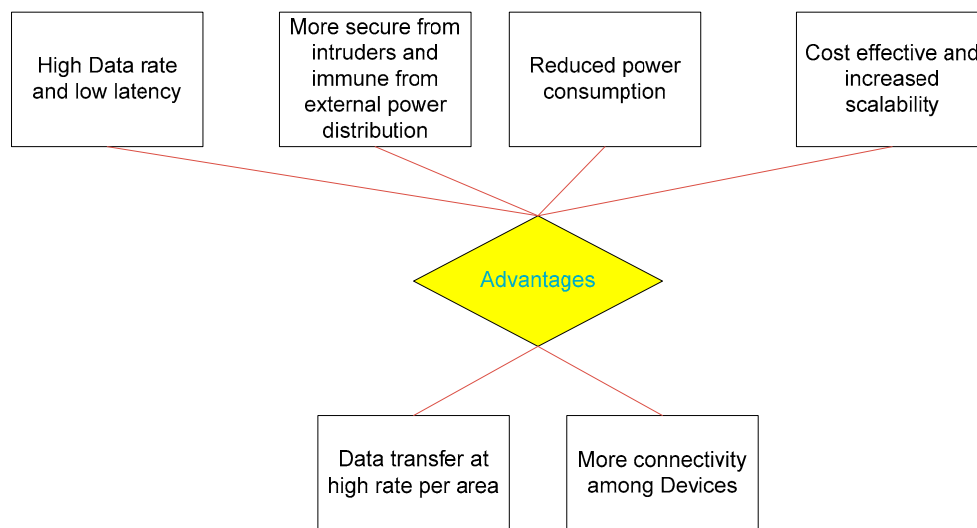 High Data rate
and low latency
More secure from
intruders and
immune from
external power
distribution
Reduced power
consumption
Cost effective and
increased
scalability
Advantages
Data transfer at
high rate per area
More connectivity
among Devices